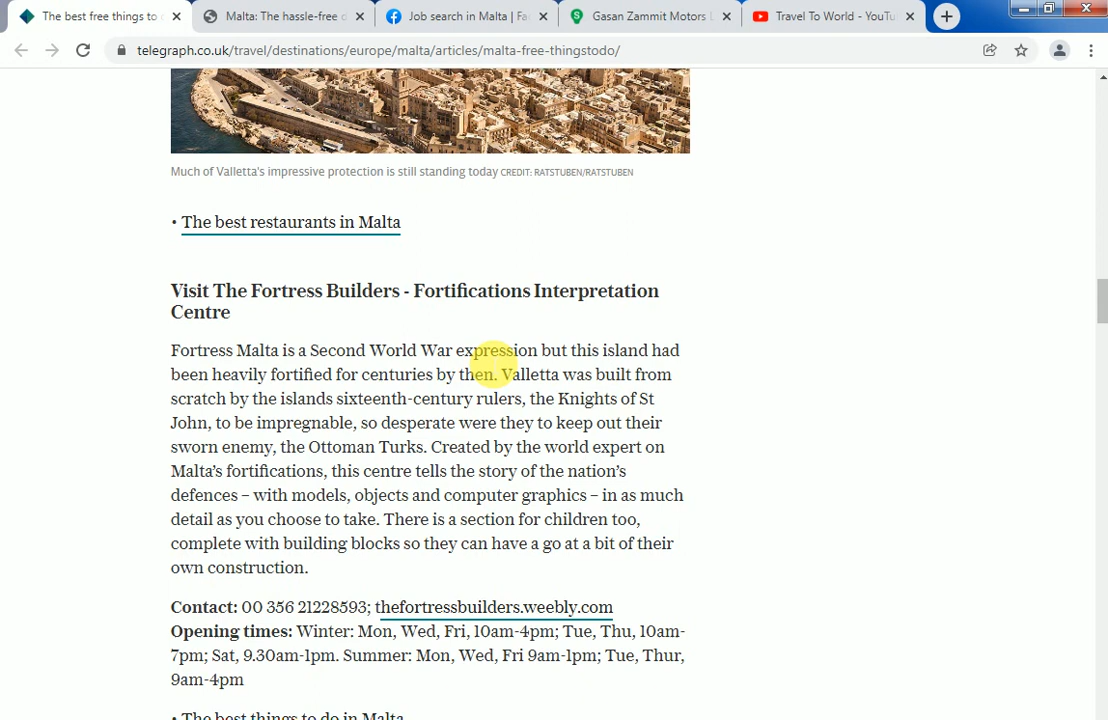 The best free things to
Malta: The hassle-free
Job search in Malta | Fa
Gasan Zammit Motors
Travel To World - YouTu
telegraph.co.uk/travel/destinations/europe/malta/articles/malta-free-thingstodo/
Much of Valletta's impressive protection is still standing today CREDIT: RATSTUBEN/RATSTUBEN
• The best restaurants in Malta
Visit The Fortress Builders - Fortifications Interpretation
Centre
Fortress Malta is a Second World War expression but this island had
been heavily fortified for centuries by then. Valletta was built from
scratch by the islands sixteenth-century rulers, the Knights of St
John, to be impregnable, so desperate were they to keep out their
sworn enemy, the Ottoman Turks. Created by the world expert on
Malta's fortifications, this centre tells the story of the nation's
defences – with models, objects and computer graphics – in as much
detail as you choose to take. There is a section for children too,
complete with building blocks so they can have a go at a bit of their
own construction.
Contact: 00 356 21228593; thefortressbuilders.weebly.com
Opening times: Winter: Mon, Wed, Fri, 10am-4pm; Tue, Thu, 10am-
7pm; Sat, 9.30am-1pm. Summer: Mon, Wed, Fri 9am-1pm; Tue, Thur,
9am-4pm
• The best things to do in Malta